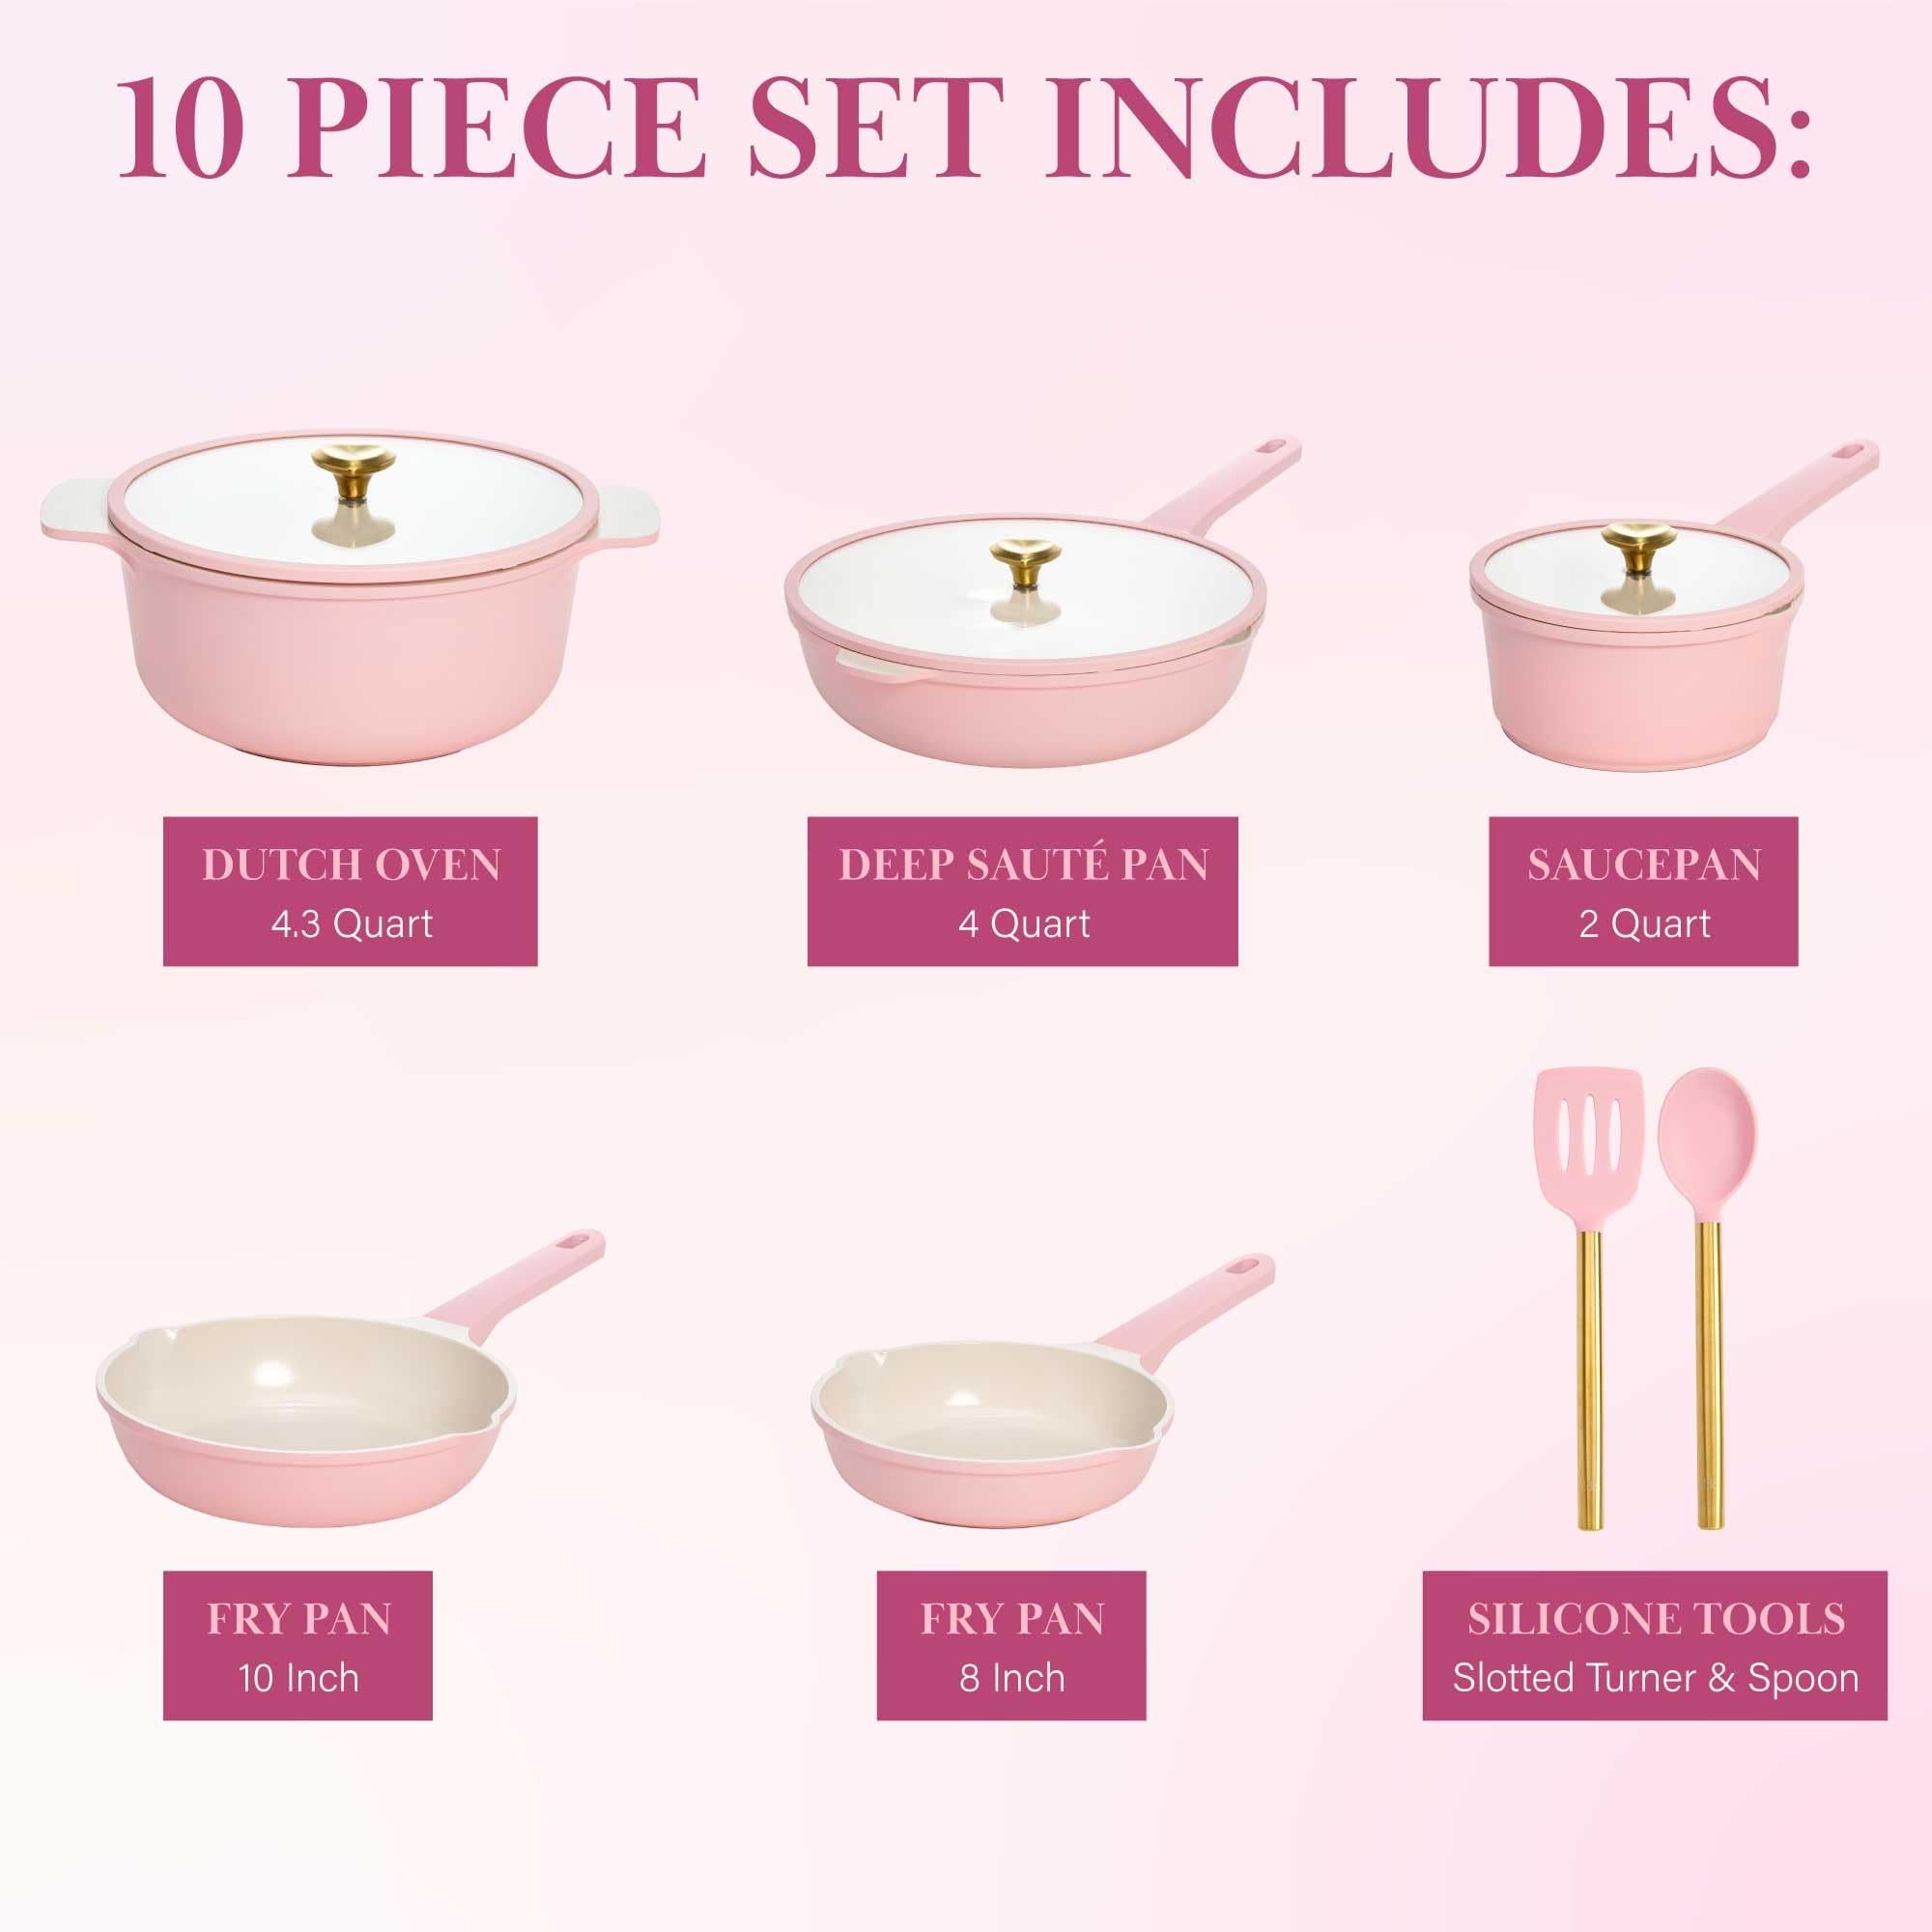 10 PIECE SET INCLUDES:
DUTCH OVEN
4.3 Quart
DEEP SAUTÉ PAN
4 Quart
SAUCEPAN
2 Quart
FRY PAN
10 Inch
FRY PAN
8 Inch
SILICONE TOOLS
Slotted Turner & Spoon